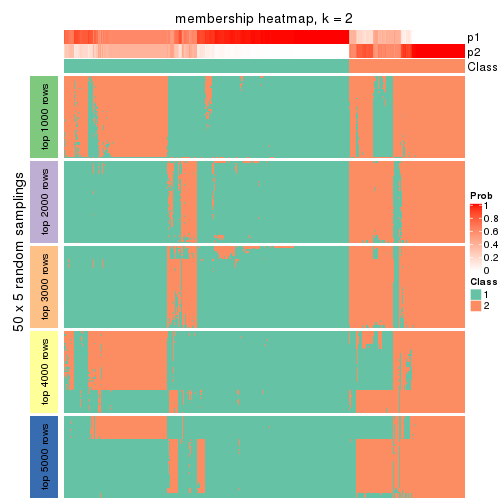 membership heatmap, k = 2
p1
p2
Class
50 x 5 random samplings
top 1000 rows
top 2000 rows
top 3000 rows
top 4000 rows
top 5000 rows
Prob
1
0.8
0.6
0.4
0.2
0
Class
1
2